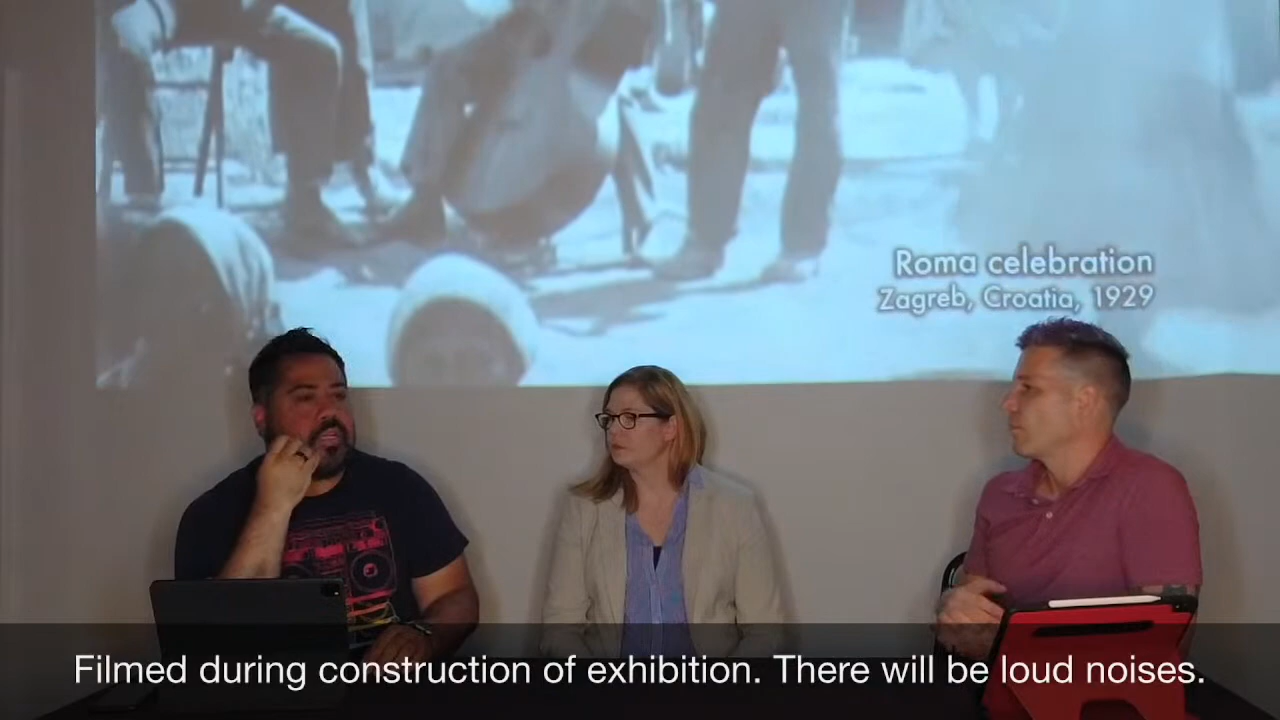 Roma celebration
Zagreb, Croatia, 1929
Filmed during construction of exhibition. There will be loud noises.